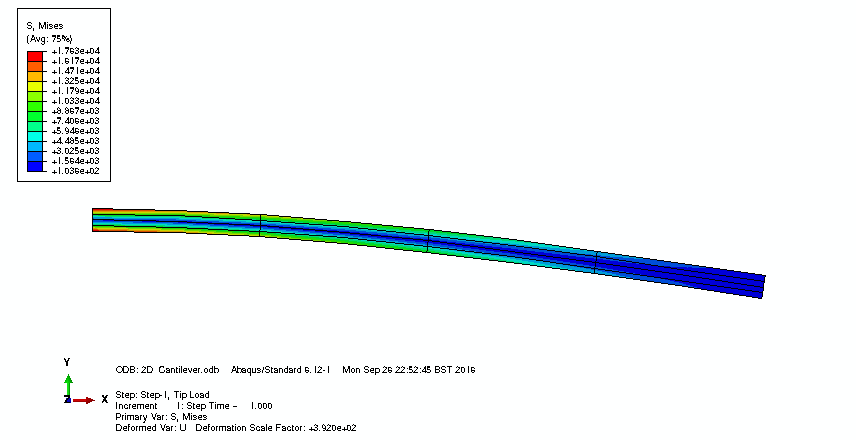 S, Mises
(Avg: 75%)
+1.763e+04
+1.617e+04
+1.471e+04
+1.325e+04
+1.179e+04
+1.033e+04
+8.867e+03
+7.406e+03
+5.946e+03
+4.485e+03
+3.025e+03
+1.564e+03
+1.036e+02
Y
Z
X
ODB: 2D_Cantilever.odb Abaqus/Standard 6.12-1 Mon Sep 26 22:52:45 BST 2016
Step: Step-1, Tip Load
Increment 1: Step Time = 1.000
Primary Var: S, Mises
Deformed Var: U Deformation Scale Factor: +3.920e+02